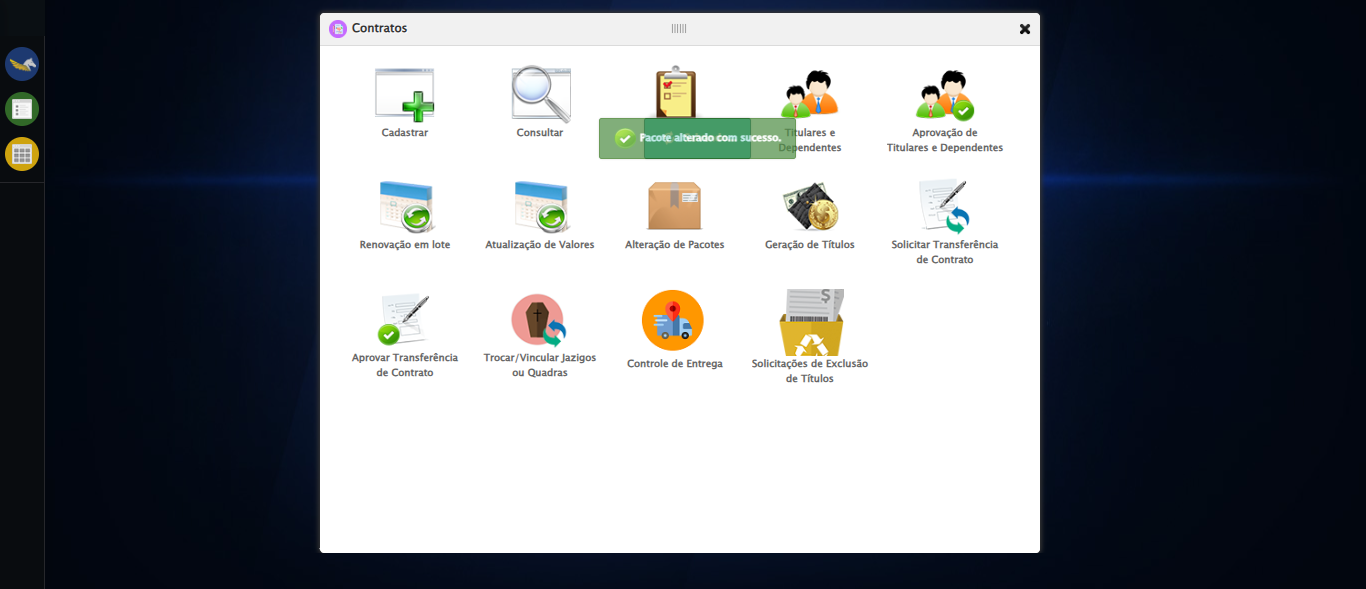 Contratos
Cadastrar
Consultar
Titulares e
Dependentes
Aprovação de
Titulares e Dependentes
Pacote alterado com sucesso.
Renovação em lote
Atualização de Valores
Alteração de Pacotes
Geração de Títulos
Solicitar Transferência
de Contrato
Aprovar Transferência
de Contrato
Trocar/Vincular Jazigos
ou Quadras
Controle de Entrega
Solicitações de Exclusão
de Títulos